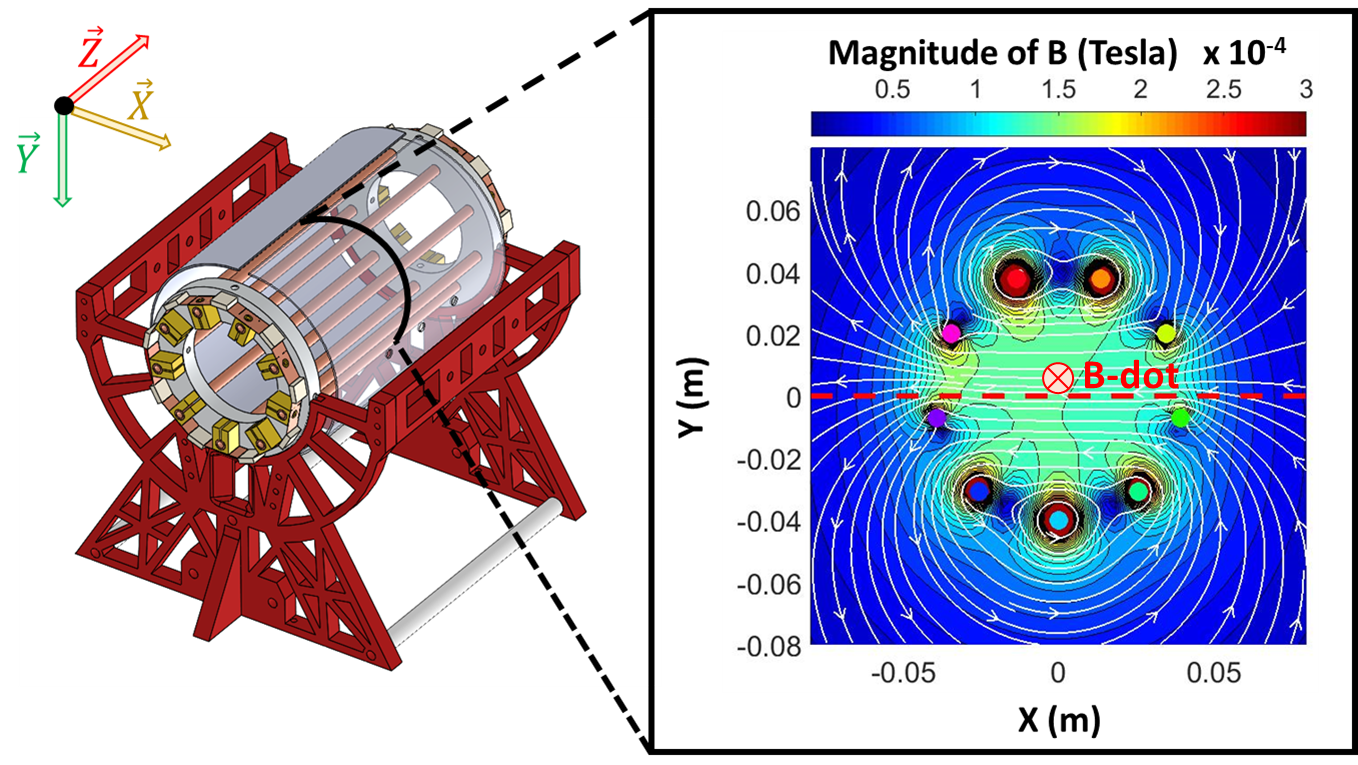 Z
X
Y
Magnitude of B (Tesla) x 10-4
0.5 1 1.5 2 2.5 3
0.06
0.04
0.02
0
-0.02
-0.04
-0.06
-0.08
Y (m)
B-dot
-0.05 0 0.05
X (m)